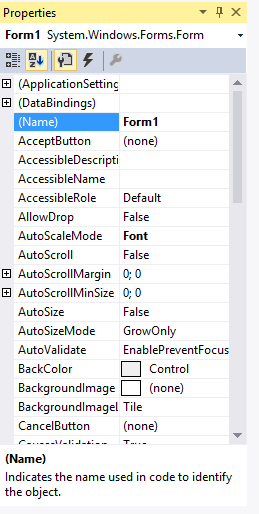 Properties
Form1 System.Windows.Forms.Form
(ApplicationSetting
(DataBindings)
(Name) Form1
AcceptButton (none)
AccessibleDescripti
AccessibleName
AccessibleRole Default
AllowDrop False
AutoScaleMode Font
AutoScroll False
AutoScrollMargin 0; 0
AutoScrollMinSize 0; 0
AutoSize False
AutoSizeMode GrowOnly
AutoValidate EnablePreventFocus
BackColor Control
BackgroundImage (none)
BackgroundImageL Tile
CancelButton (none)
CausesValidation True
(Name)
Indicates the name used in code to identify
the object.